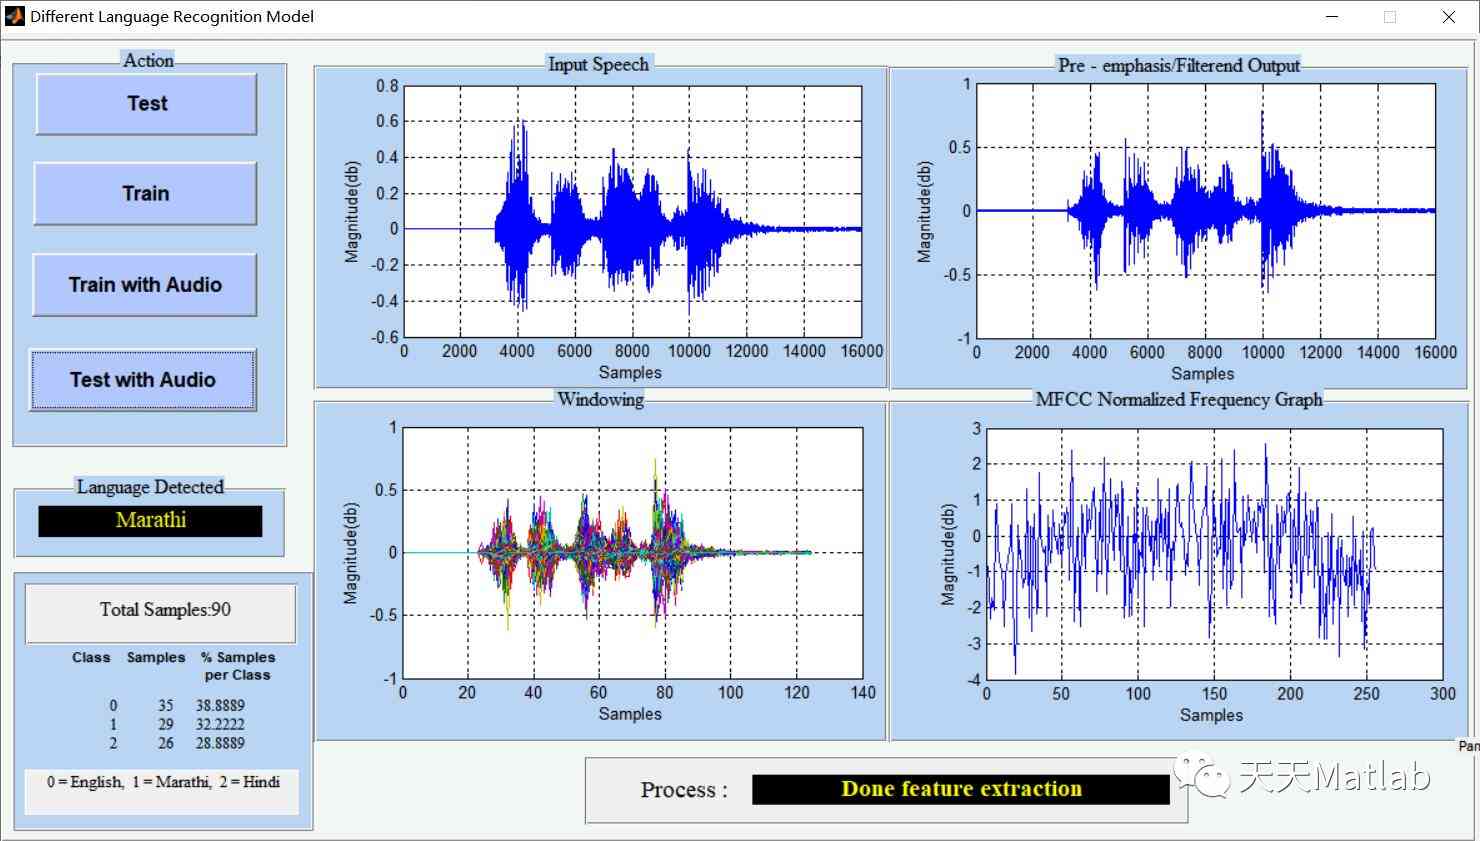 Different Language Recognition Model
Action
Test
Train
Train with Audio
Test with Audio
Language Detected
Marathi
Total Samples:90
Class Samples % Samples
per Class
0 35 38.8889
1 29 32.2222
2 26 28.8889
0 = English, 1 = Marathi, 2 = Hindi
Input Speech
Magnitude(db)
0.8
0.6
0.4
0.2
0
-0.2
-0.4
-0.6
0 2000 4000 6000 8000 10000 12000 14000 16000
Samples
Pre - emphasis/Filterend Output
Magnitude(db)
1
0.5
0
-0.5
-1
0 2000 4000 6000 8000 10000 12000 14000 16000
Samples
Windowing
Magnitude(db)
1
0.5
0
-0.5
-1
0 20 40 60 80 100 120 140
Samples
MFCC Normalized Frequency Graph
Magnitude(db)
3
2
1
0
-1
-2
-3
-4
0 50 100 150 200 250 300
Samples
Pan
Process :
Done feature extraction
天天Matlab